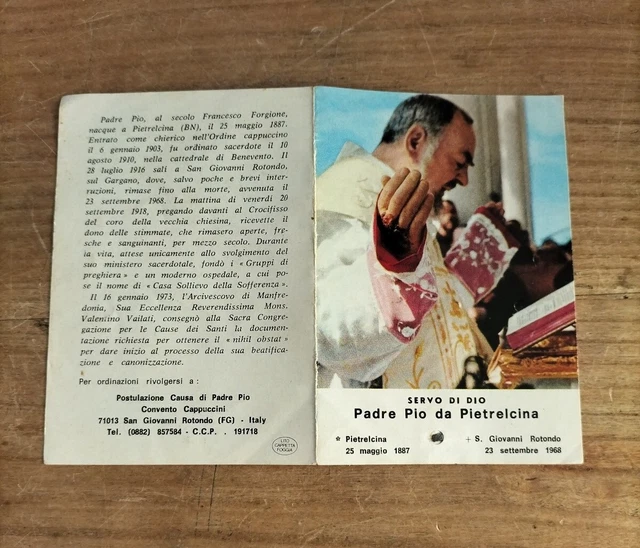 Padre Pio, al secolo Francesco Forgione,
nacque a Pietrelcina (BN), il 25 maggio 1887.
Entrato come chierico nell'Ordine cappuccino
il 6 gennaio 1903, fu ordinato sacerdote il 10
agosto 1910, nella cattedrale di Benevento. Il
28 luglio 1916 salì a San Giovanni Rotondo,
sul Gargano, dove, salvo poche e brevi inter-
ruzioni, rimase fino alla morte, avvenuta il
23 settembre 1968. La mattina di venerdì 20
settembre 1918, pregando davanti al Crocifisso
del coro della vecchia chiesina, ricevette il
dono delle stimmate, che rimasero aperte, fre-
sche e sanguinanti, per mezzo secolo. Durante
la vita, attese unicamente allo svolgimento del
suo ministero sacerdotale, fondò i «Gruppi di
preghiera» e un moderno ospedale, a cui po-
se il nome di «Casa Sollievo della Sofferenza».
Il 16 gennaio 1973, l'Arcivescovo di Manfre-
donia, Sua Eccellenza Reverendissima Mons.
Valentino Vailati, consegnò alla Sacra Congre-
gazione per le Cause dei Santi la documen-
tazione richiesta per ottenere il «nihil obstat»
per dare inizio al processo della sua beatifica-
zione e canonizzazione.
Per ordinazioni rivolgersi a :
Postulazione Causa di Padre Pio
Convento Cappuccini
71013 San Giovanni Rotondo (FG) - Italy
Tel. (0882) 857584 - C.C.P. . 191718
LITO
CAPPETTA
FOGGIA
SERVO DI DIO
Padre Pio da Pietrelcina
* Pietrelcina
25 maggio 1887
+ S. Giovanni Rotondo
23 settembre 1968